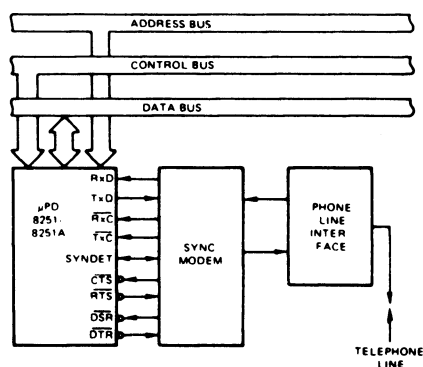 ADDRESS BUS
CONTROL BUS
DATA BUS
μPD
8251,
8251A
RxD
TxD
RxC
TxC
SYNDET
CTS
RTS
DSR
DTR
SYNC
MODEM
PHONE
LINE
INTER
FACE
TELEPHONE
LINE